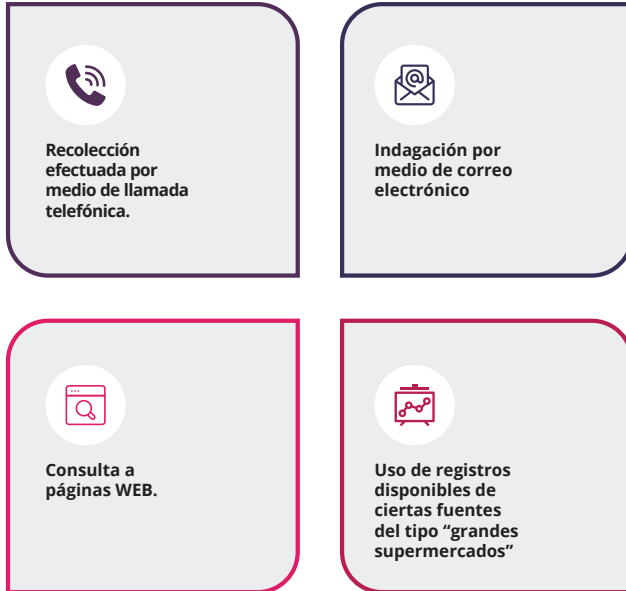 Recolección
efectuada por
medio de llamada
telefónica.
Indagación por
medio de correo
electrónico
Consulta a
páginas WEB.
Uso de registros
disponibles de
ciertas fuentes
del tipo “grandes
supermercados”